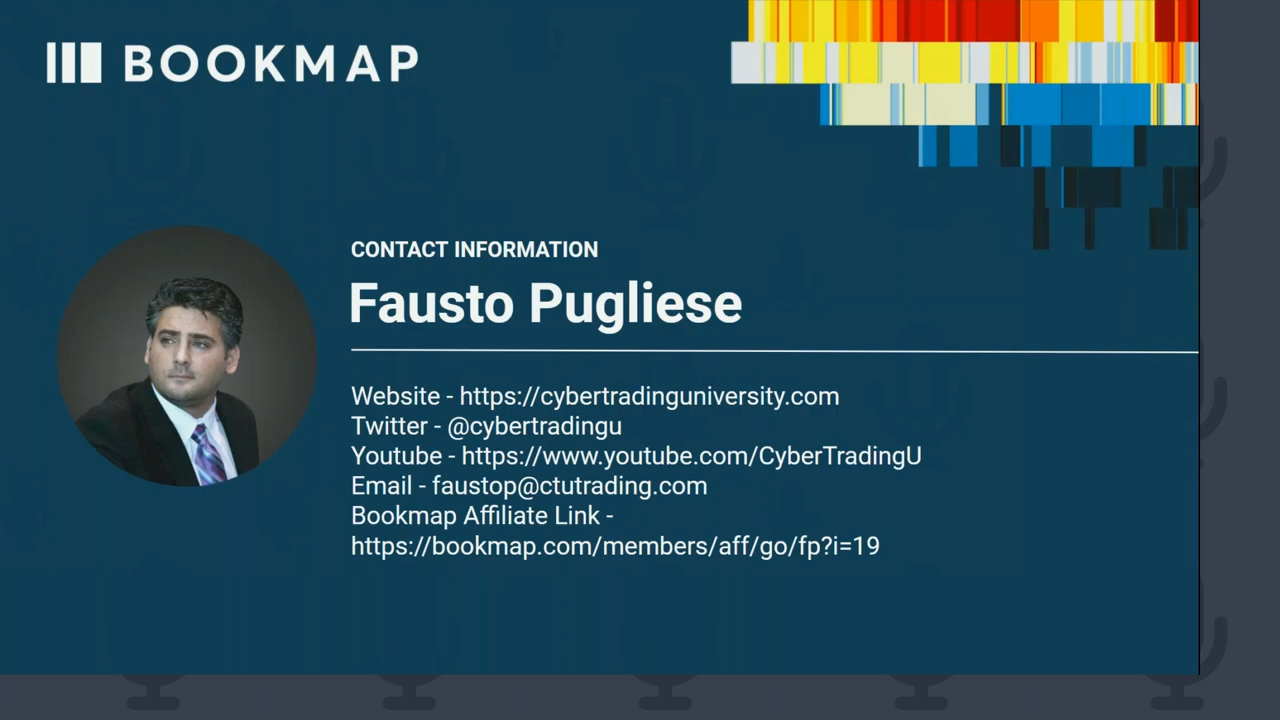 BOOKMAP
CONTACT INFORMATION
Fausto Pugliese
Website - https://cybertradinguniversity.com
Twitter - @cybertradingu
Youtube - https://www.youtube.com/CyberTradingU
Email - faustop@ctutrading.com
Bookmap Affiliate Link -
https://bookmap.com/members/aff/go/fp?i=19